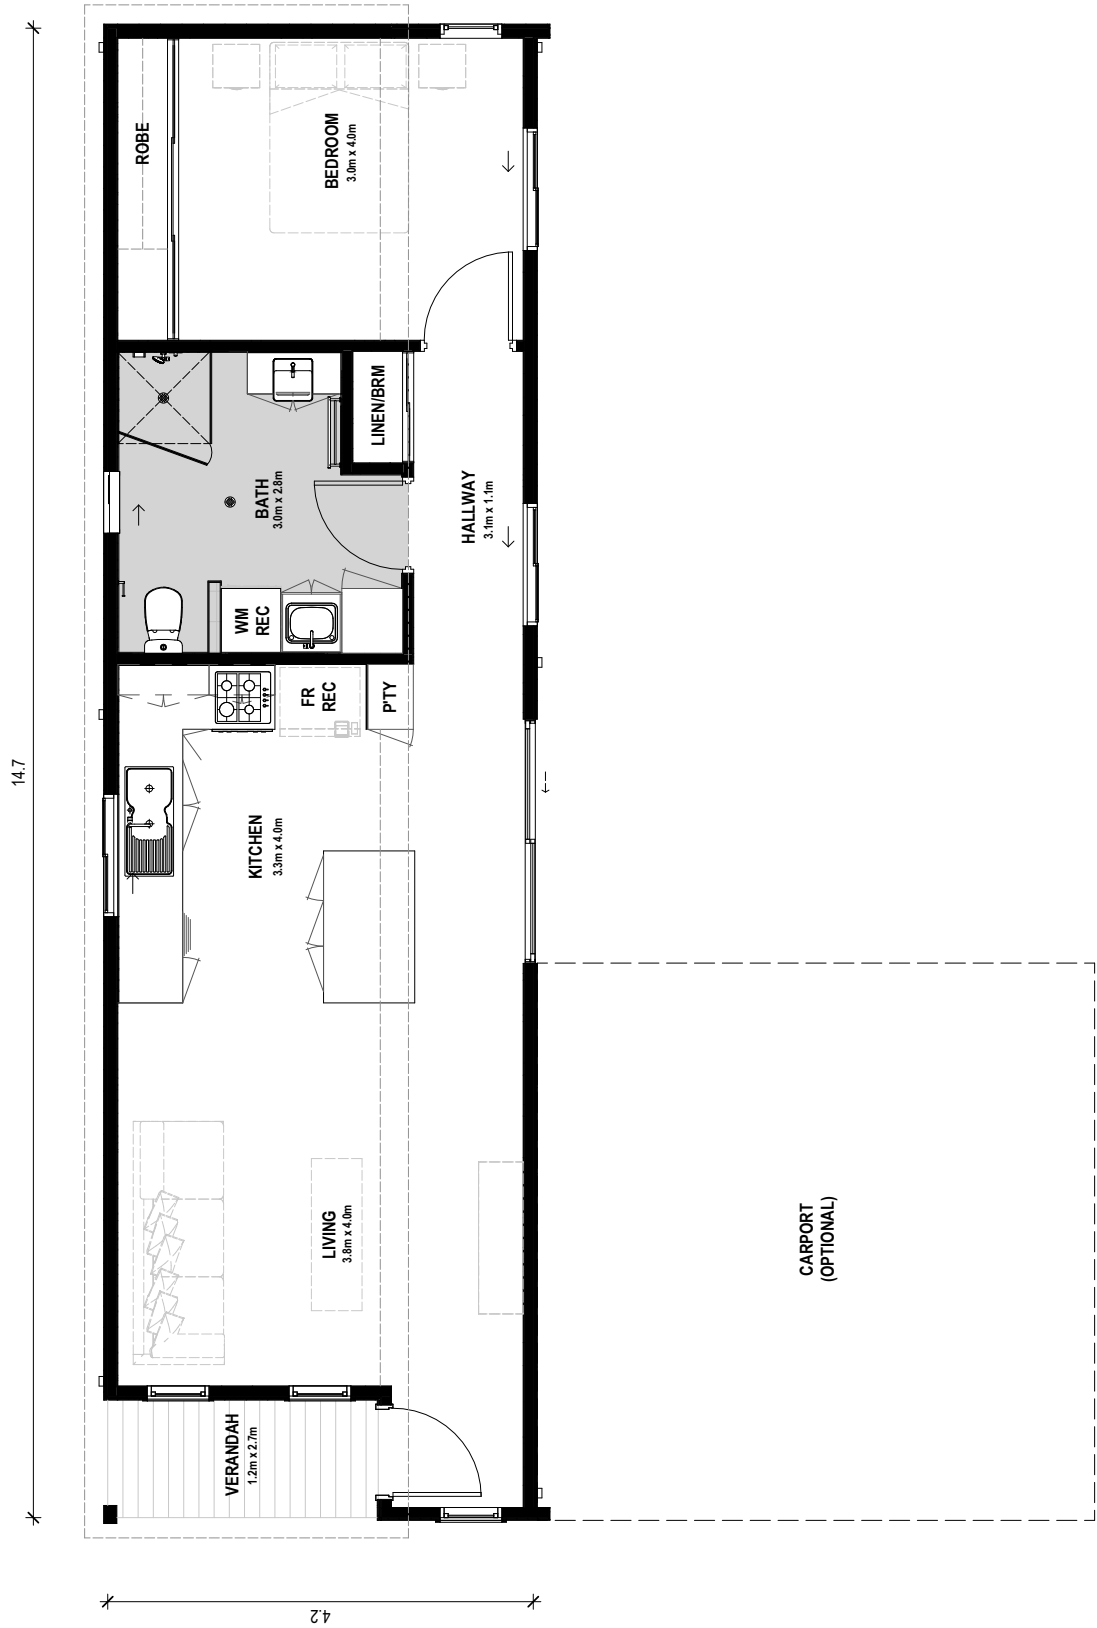 ROBE
BEDROOM
3.0m x 4.0m
LINEN/BRM
BATH
3.0m x 2.8m
HALLWAY
3.1m x 1.1m
WM
REC
FR
REC
P'TY
14.7
KITCHEN
3.3m x 4.0m
LIVING
3.8m x 4.0m
CARPORT
(OPTIONAL)
VERANDAH
1.2m x 2.7m
4.2